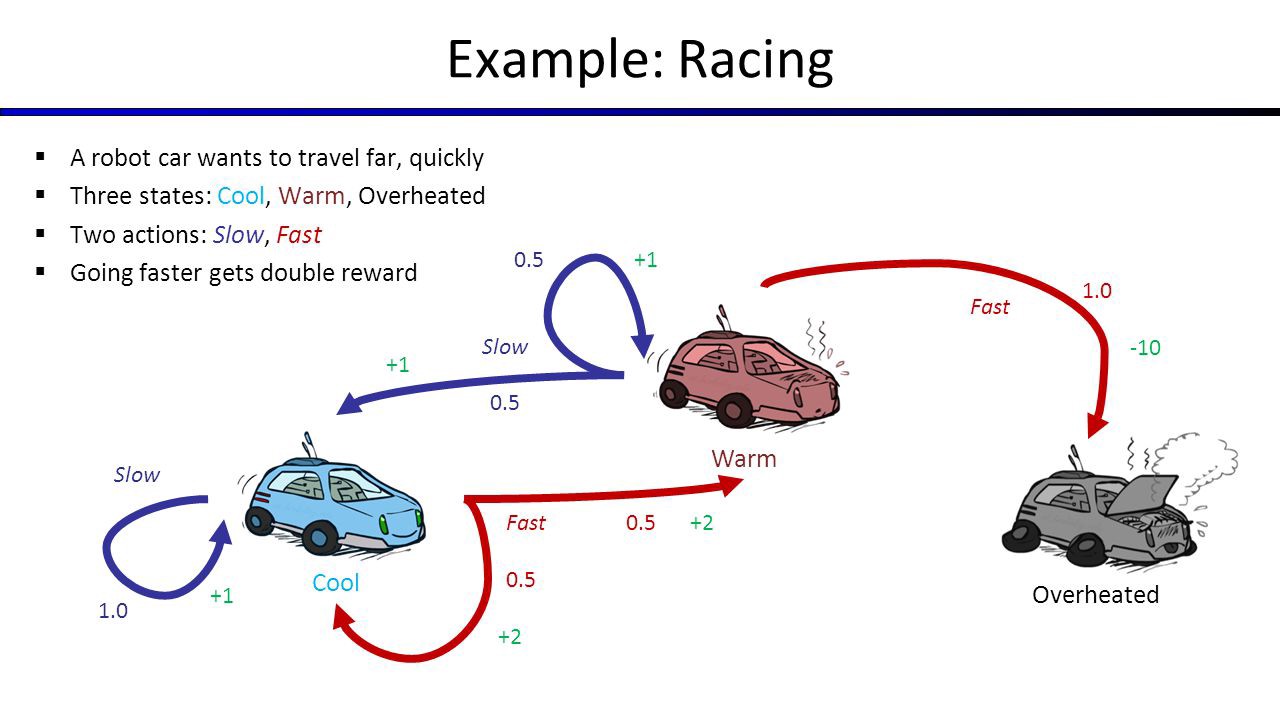 Example: Racing
▪ A robot car wants to travel far, quickly
▪ Three states: Cool, Warm, Overheated
▪ Two actions: Slow, Fast
▪ Going faster gets double reward
0.5
+1
Fast
1.0
-10
Slow
+1
0.5
Warm
Slow
Fast
0.5
+2
Cool
0.5
Overheated
+1
1.0
+2